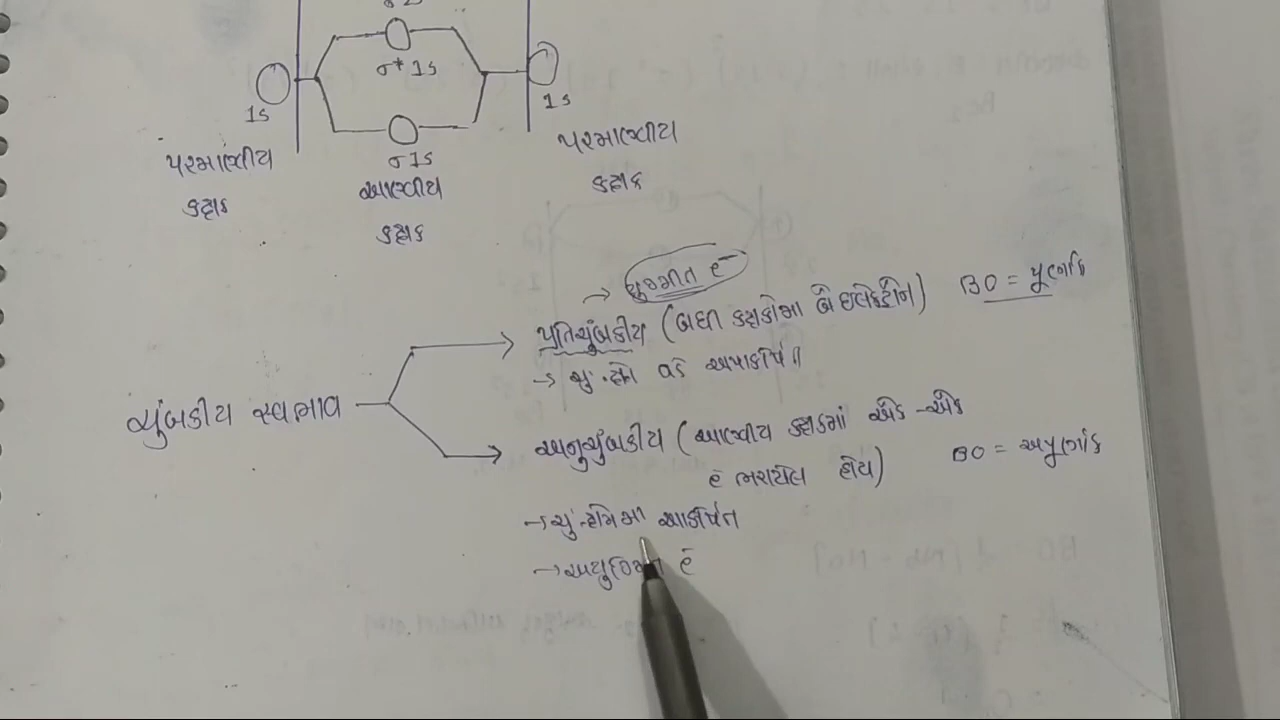 σ*1s
1s
1s
σ1s
પરમાણ્વીય
કક્ષક
આણ્વીય
કક્ષક
પરમાણ્વીય
કક્ષક
→ યુગ્મીત e⁻
પ્રતિચુંબકીય (બધી કક્ષકોમા બે ઇલેક્ટ્રોન) BO = પૂર્ણાંક
→ ચું. વડે અપાકર્ષિ
ચુંબકીય સ્વભાવ
અનુચુંબકીય (આણ્વીય કક્ષકમાં એક-એક
e⁻ ભરાયેલ હોય) BO = અપૂર્ણાંક
→ ચું. ક્ષેત્રમા આકર્ષિત
→ અયુગ્મિત e⁻